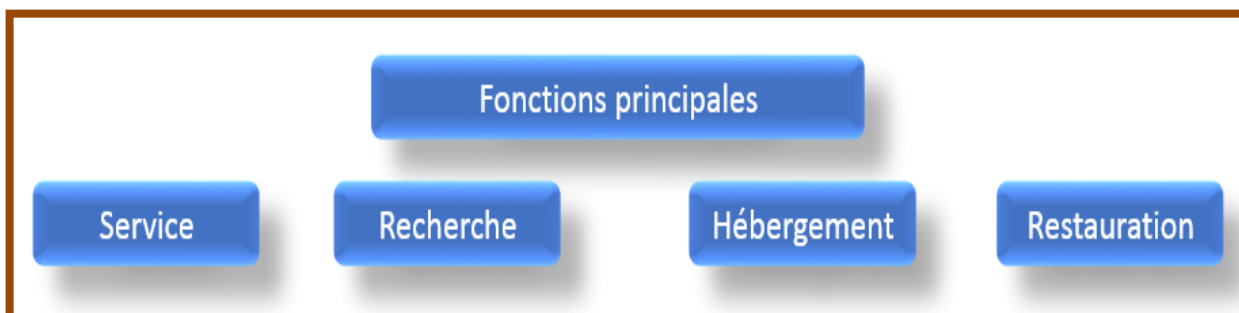 Fonctions principales
Service
Recherche
Hébergement
Restauration